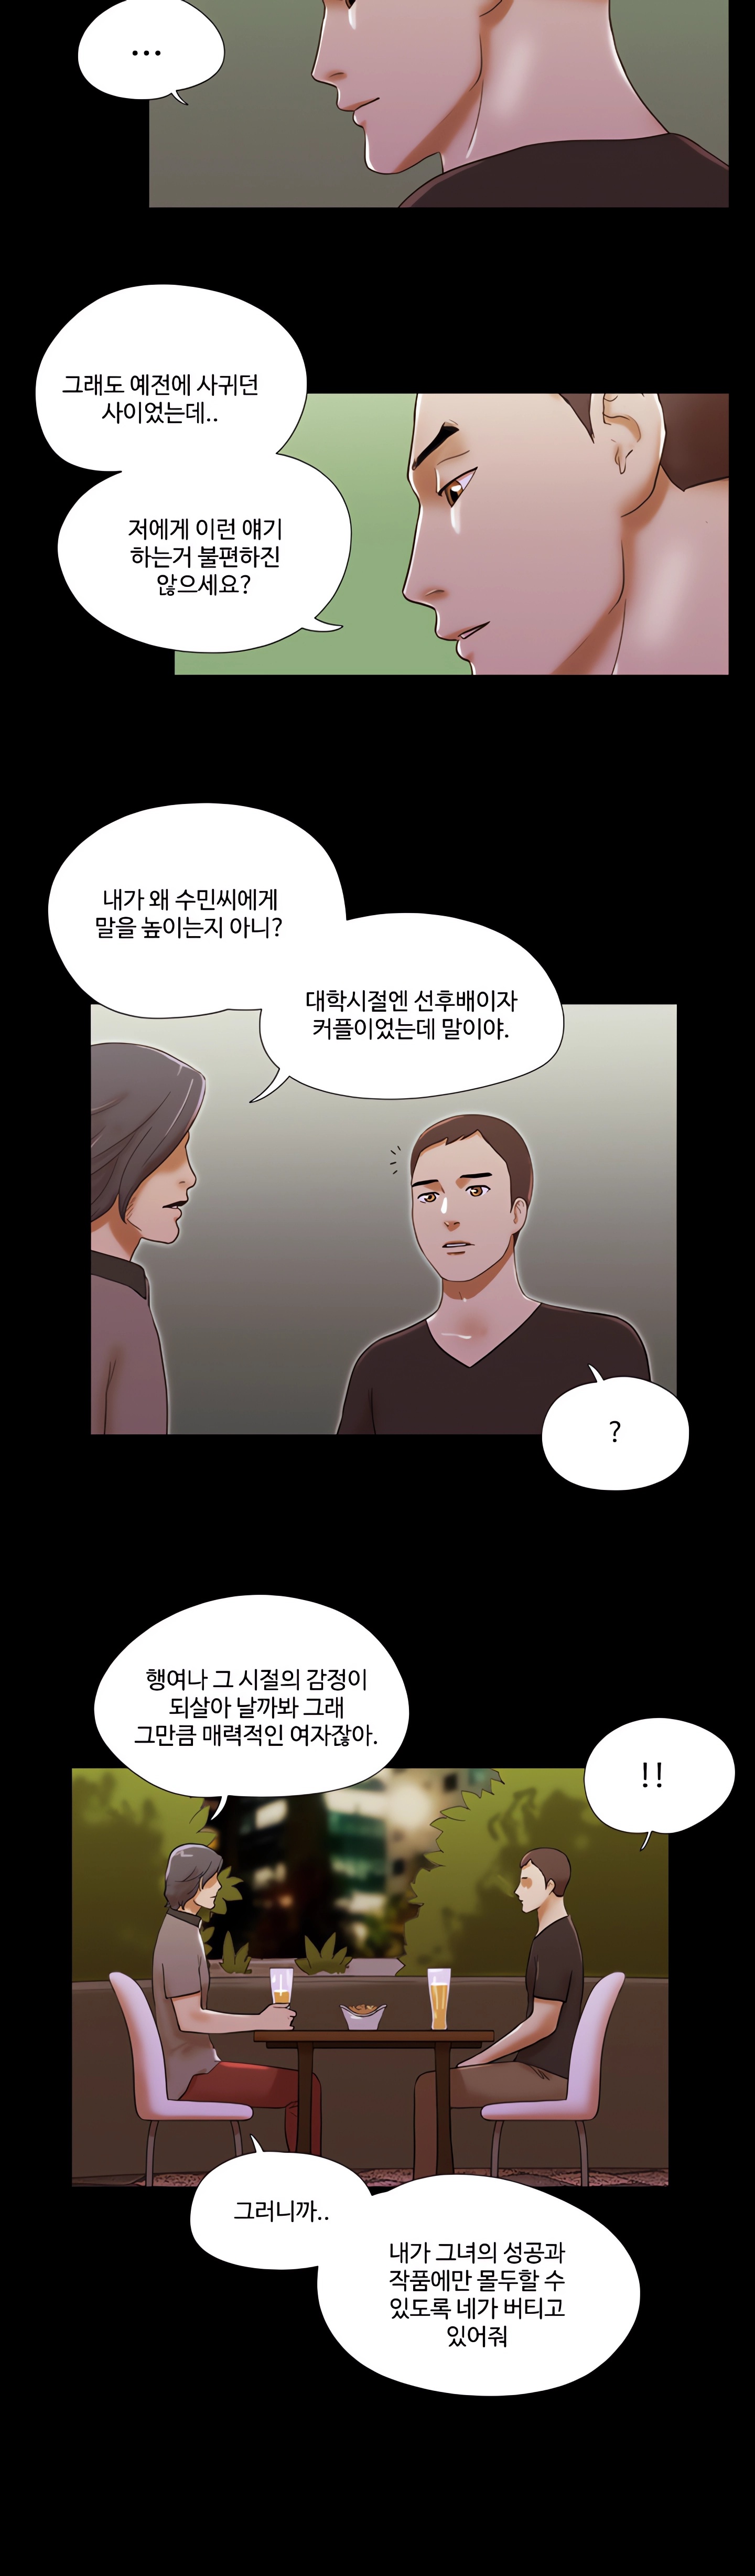 ...
그래도 예전에 사귀던
사이었는데..
저에게 이런 얘기
하는거 불편하진
않으세요?
내가 왜 수민씨에게
말을 높이는지 아니?
대학시절엔 선후배이자
커플이었는데 말이야.
?
행여나 그 시절의 감정이
되살아 날까봐 그래
그만큼 매력적인 여자잖아.
!!
그러니까..
내가 그녀의 성공과
작품에만 몰두할 수
있도록 네가 버티고
있어줘